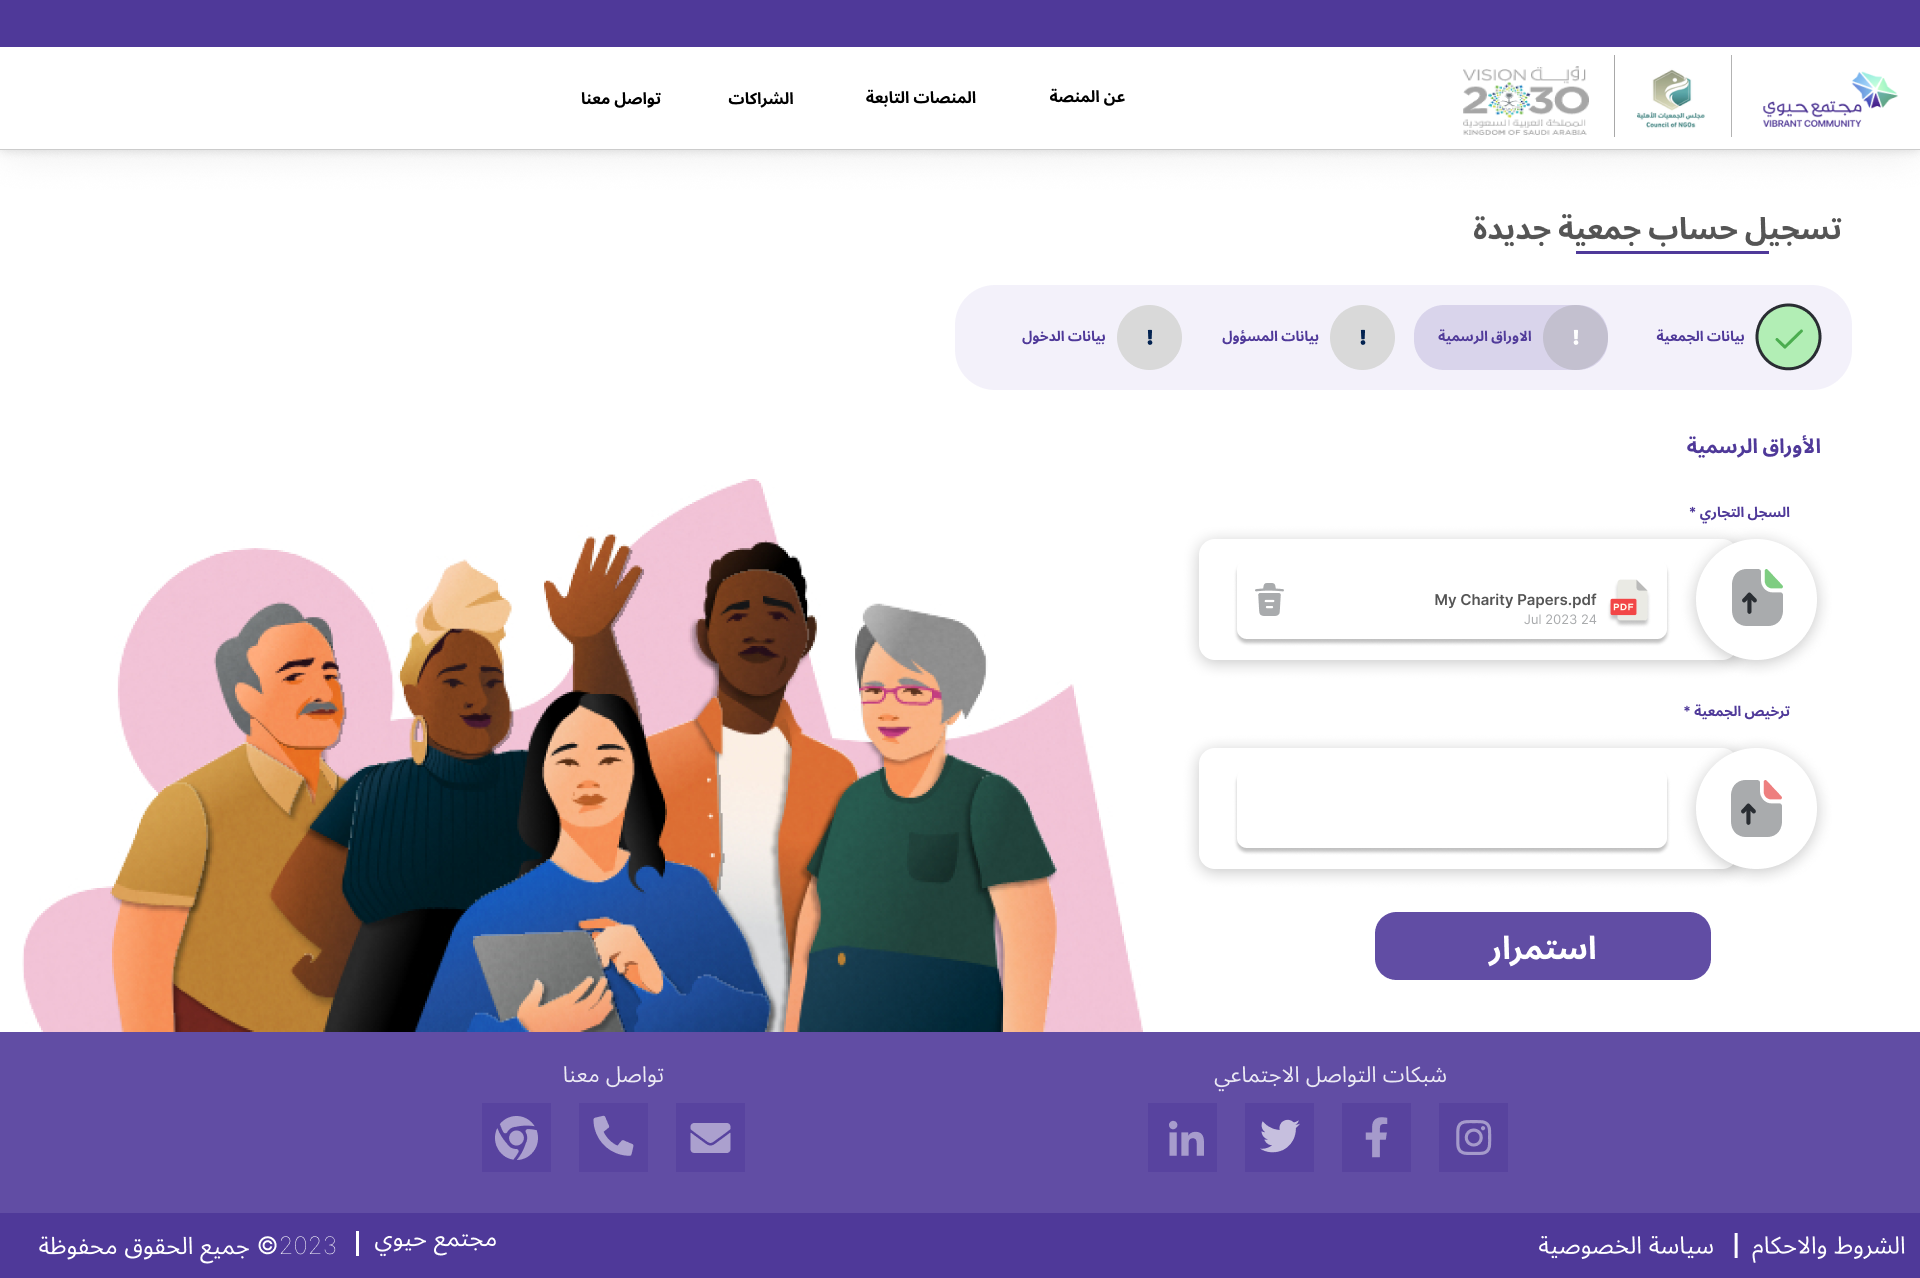 مجتمع حيوي
VIBRANT COMMUNITY
مجلس الجمعيات الأهلية
Council of NGOs
VISION رؤيــــة
2030
المملكة العربية السعودية
KINGDOM OF SAUDI ARABIA
عن المنصة
المنصات التابعة
الشراكات
تواصل معنا
تسجيل حساب جمعية جديدة
بيانات الجمعية
! الاوراق الرسمية
! بيانات المسؤول
! بيانات الدخول
الأوراق الرسمية
السجل التجاري *
PDF
My Charity Papers.pdf
Jul 2023 24
ترخيص الجمعية *
استمرار
شبكات التواصل الاجتماعي
تواصل معنا
in
الشروط والاحكام | سياسة الخصوصية
مجتمع حيوي | 2023© جميع الحقوق محفوظة